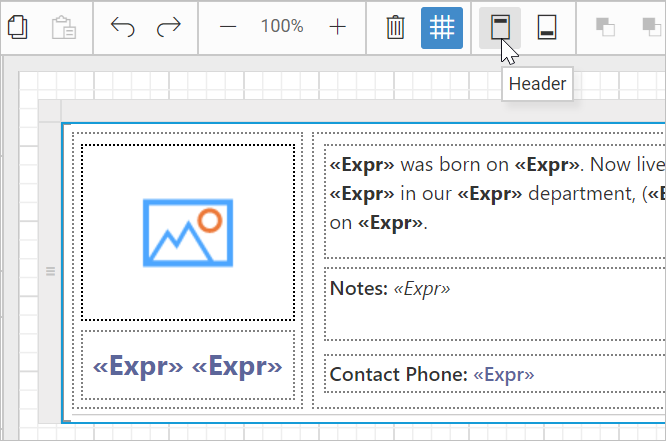 100%
Header
«Expr» was born on «Expr». Now live
«Expr» in our «Expr» department, («E
on «Expr».
Notes: «Expr»
«Expr» «Expr»
Contact Phone: «Expr»